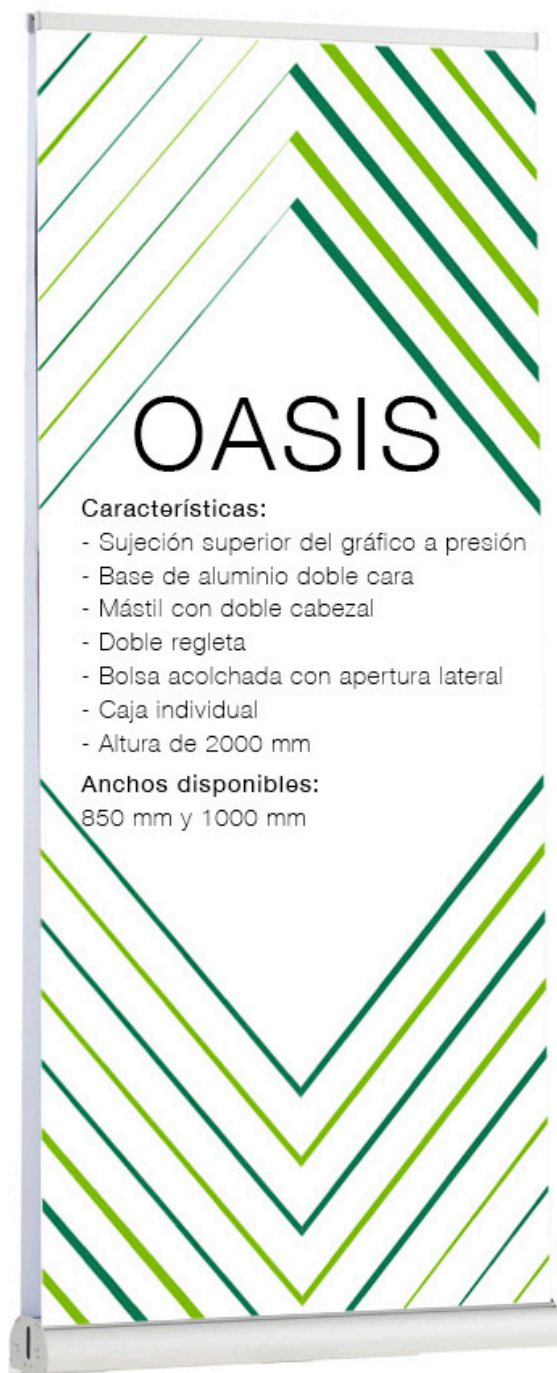 OASIS
Características:
- Sujeción superior del gráfico a presión
- Base de aluminio doble cara
- Mástil con doble cabezal
- Doble regleta
- Bolsa acolchada con apertura lateral
- Caja individual
- Altura de 2000 mm
Anchos disponibles:
850 mm y 1000 mm